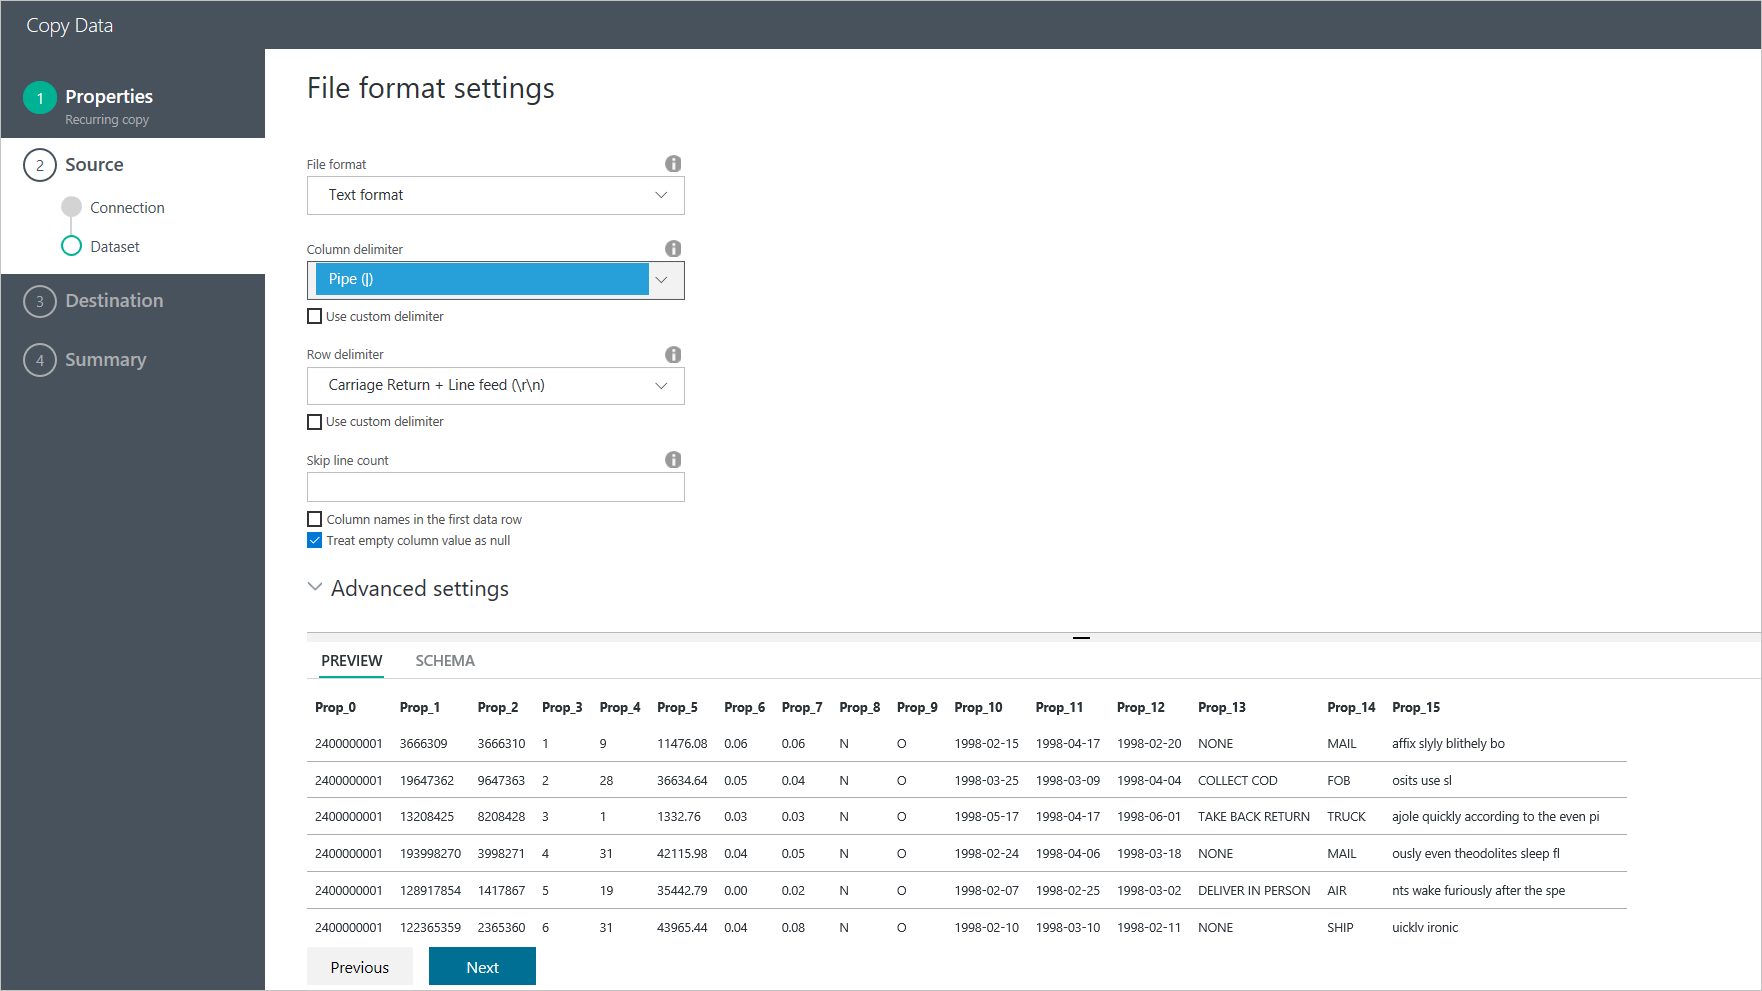 Copy Data
1 Properties
Recurring copy
2 Source
Connection
Dataset
3 Destination
4 Summary
File format settings
File format
Text format
Column delimiter
Pipe (|)
Use custom delimiter
Row delimiter
Carriage Return + Line feed (\r\n)
Use custom delimiter
Skip line count
Column names in the first data row
Treat empty column value as null
Advanced settings
PREVIEW SCHEMA
Prop_0 Prop_1 Prop_2 Prop_3 Prop_4 Prop_5 Prop_6 Prop_7 Prop_8 Prop_9 Prop_10 Prop_11 Prop_12 Prop_13 Prop_14 Prop_15
2400000001 3666309 3666310 1 9 11476.08 0.06 0.06 N O 1998-02-15 1998-04-17 1998-02-20 NONE MAIL affix slyly blithely bo
2400000001 19647362 9647363 2 28 36634.64 0.05 0.04 N O 1998-03-25 1998-03-09 1998-04-04 COLLECT COD FOB osits use sl
2400000001 13208425 8208428 3 1 1332.76 0.03 0.03 N O 1998-05-17 1998-04-17 1998-06-01 TAKE BACK RETURN TRUCK ajole quickly according to the even pi
2400000001 193998270 3998271 4 31 42115.98 0.04 0.05 N O 1998-02-24 1998-04-06 1998-03-18 NONE MAIL ously even theodolites sleep fl
2400000001 128917854 1417867 5 19 35442.79 0.00 0.02 N O 1998-02-07 1998-02-25 1998-03-02 DELIVER IN PERSON AIR nts wake furiously after the spe
2400000001 122365359 2365360 6 31 43965.44 0.04 0.08 N O 1998-02-10 1998-03-10 1998-02-11 NONE SHIP uickly ironic
Previous Next